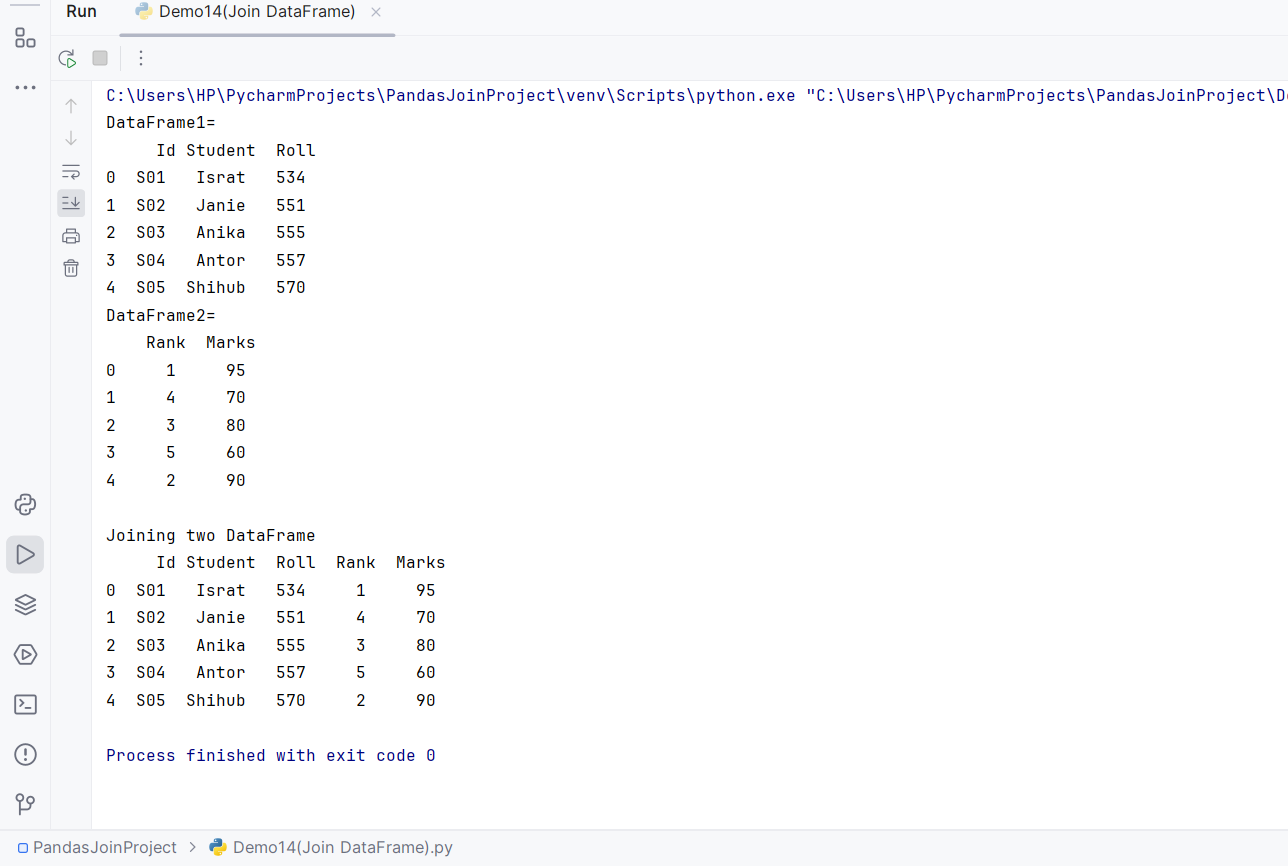 Run Demo14(Join DataFrame)
C:\Users\HP\PycharmProjects\PandasJoinProject\venv\Scripts\python.exe "C:\Users\HP\PycharmProjects\PandasJoinProject\
DataFrame1=
     Id Student  Roll
0  S01   Israt   534
1  S02   Janie   551
2  S03   Anika   555
3  S04   Antor   557
4  S05  Shihub   570
DataFrame2=
    Rank  Marks
0     1     95
1     4     70
2     3     80
3     5     60
4     2     90
Joining two DataFrame
     Id Student  Roll  Rank  Marks
0  S01   Israt   534     1     95
1  S02   Janie   551     4     70
2  S03   Anika   555     3     80
3  S04   Antor   557     5     60
4  S05  Shihub   570     2     90
Process finished with exit code 0
PandasJoinProject > Demo14(Join DataFrame).py